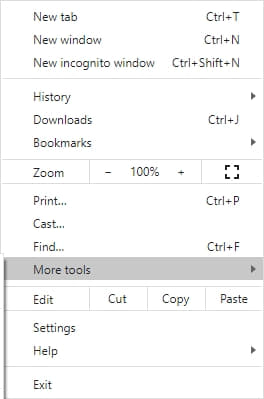 New tab Ctrl+T
New window Ctrl+N
New incognito window Ctrl+Shift+N
History
Downloads Ctrl+J
Bookmarks
Zoom − 100% +
Print... Ctrl+P
Cast...
Find... Ctrl+F
More tools
Edit Cut Copy Paste
Settings
Help
Exit